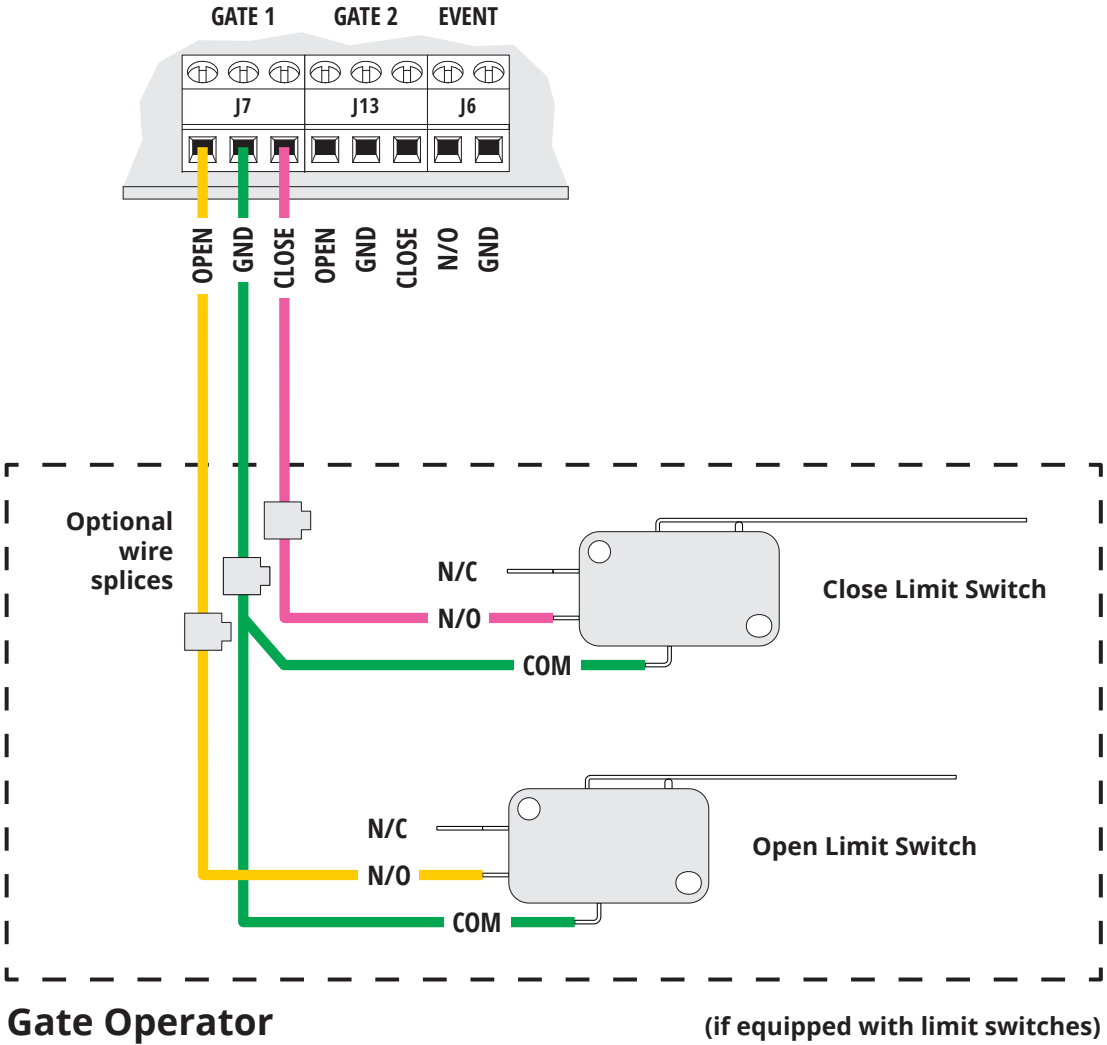 GATE 1 GATE 2 EVENT
J7 J13 J6
OPEN GND CLOSE OPEN GND CLOSE N/O GND
Optional
wire
splices
N/C
N/O
COM
Close Limit Switch
N/C
N/O
COM
Open Limit Switch
Gate Operator (if equipped with limit switches)